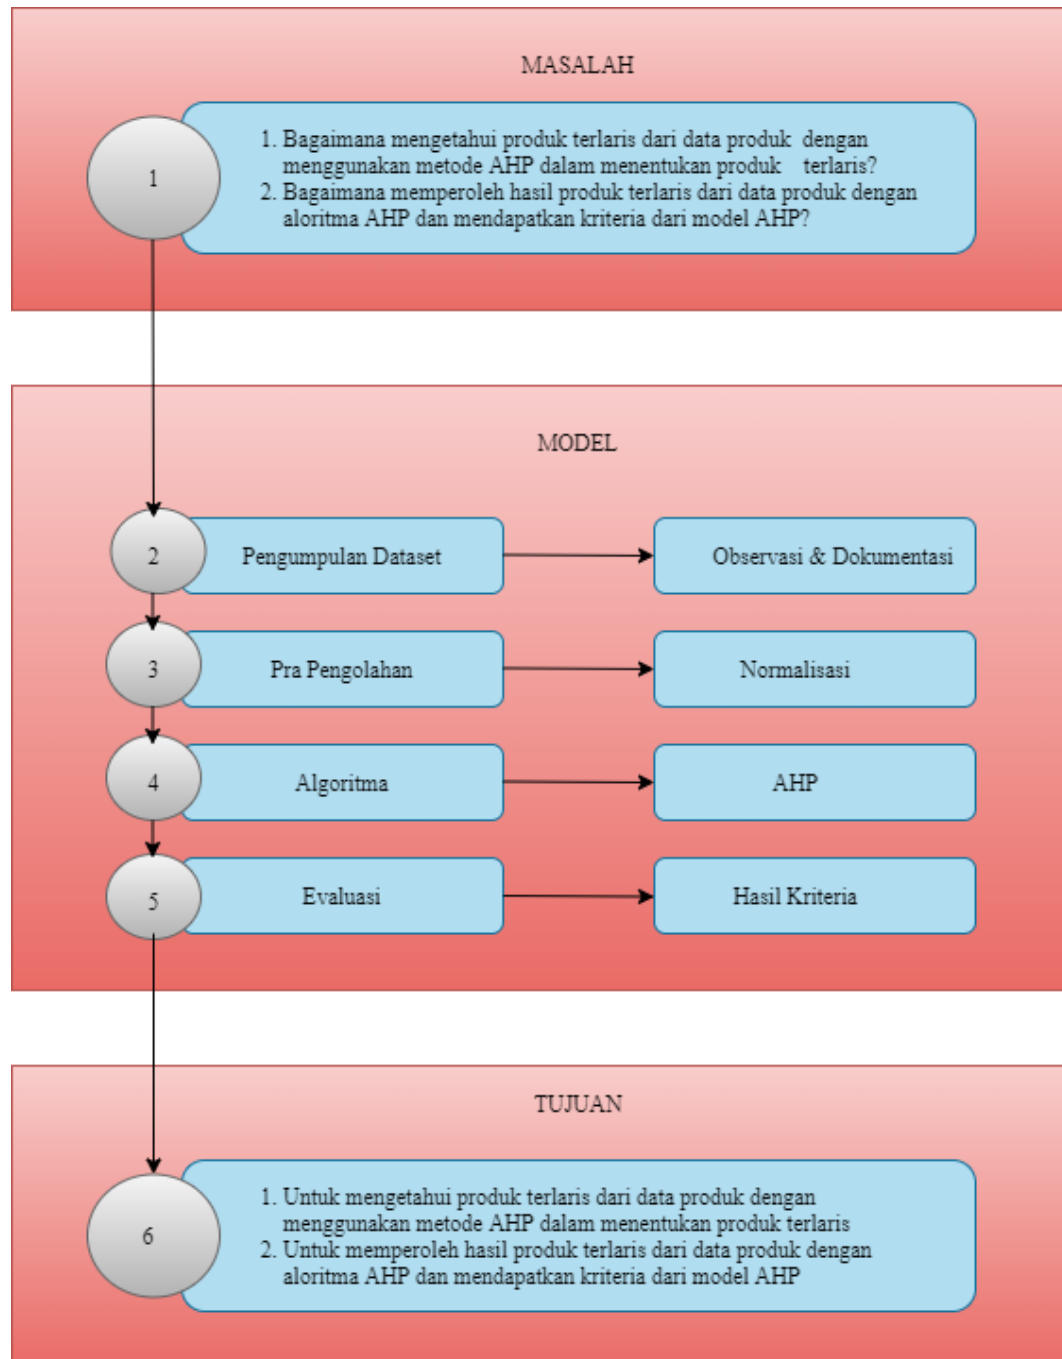 MASALAH
1
1. Bagaimana mengetahui produk terlaris dari data produk dengan
menggunakan metode AHP dalam menentukan produk terlaris?
2. Bagaimana memperoleh hasil produk terlaris dari data produk dengan
aloritma AHP dan mendapatkan kriteria dari model AHP?
MODEL
2 Pengumpulan Dataset Observasi & Dokumentasi
3 Pra Pengolahan Normalisasi
4 Algoritma AHP
5 Evaluasi Hasil Kriteria
TUJUAN
6
1. Untuk mengetahui produk terlaris dari data produk dengan
menggunakan metode AHP dalam menentukan produk terlaris
2. Untuk memperoleh hasil produk terlaris dari data produk dengan
aloritma AHP dan mendapatkan kriteria dari model AHP